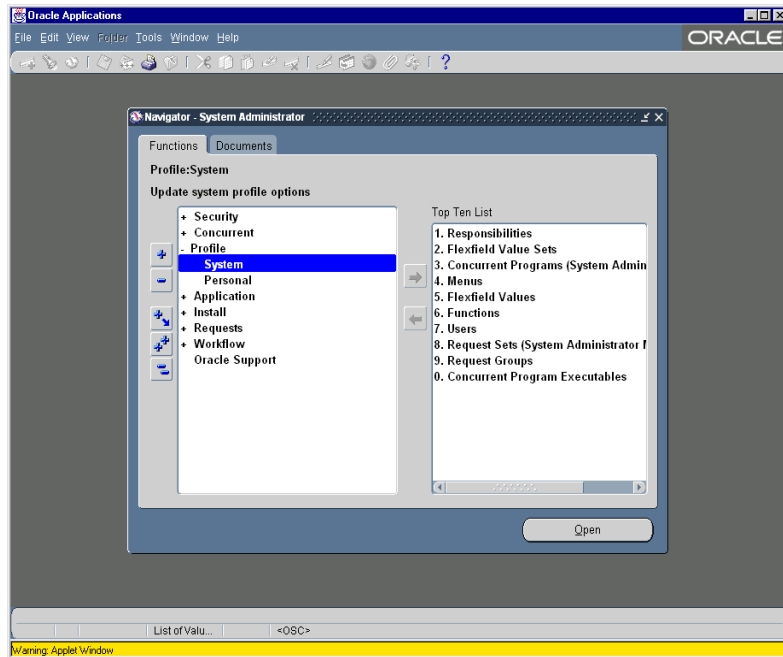 Oracle Applications
File Edit View Folder Tools Window Help
ORACLE
Navigator - System Administrator
Functions Documents
Profile:System
Update system profile options
+ Security
+ Concurrent
- Profile
System
Personal
+ Application
+ Install
+ Requests
+ Workflow
Oracle Support
Top Ten List
1. Responsibilities
2. Flexfield Value Sets
3. Concurrent Programs (System Admin
4. Menus
5. Flexfield Values
6. Functions
7. Users
8. Request Sets (System Administrator
9. Request Groups
0. Concurrent Program Executables
Open
List of Valu... <OSC>
Warning: Applet Window